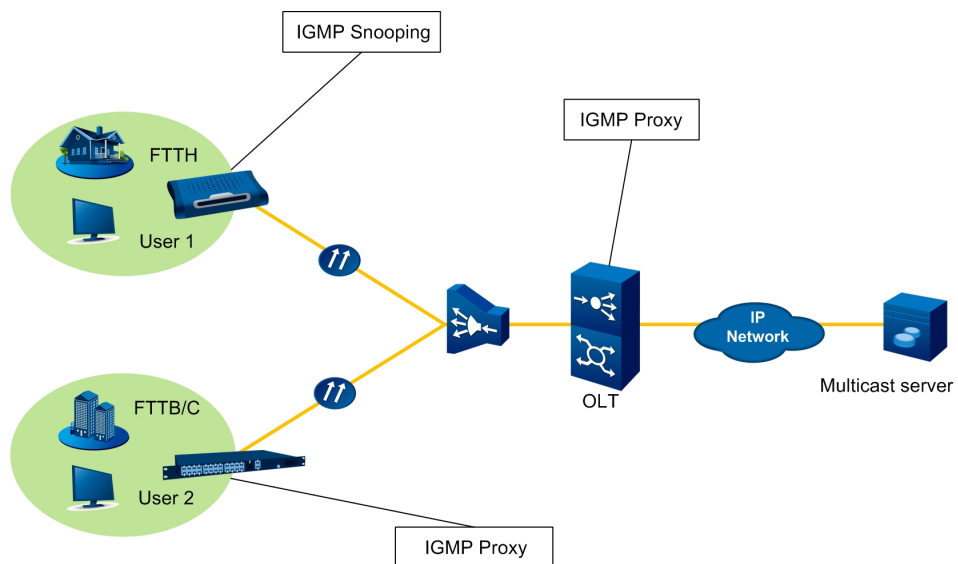 IGMP Snooping
IGMP Proxy
FTTH
User 1
IP
Network
OLT
Multicast server
FTTB/C
User 2
IGMP Proxy